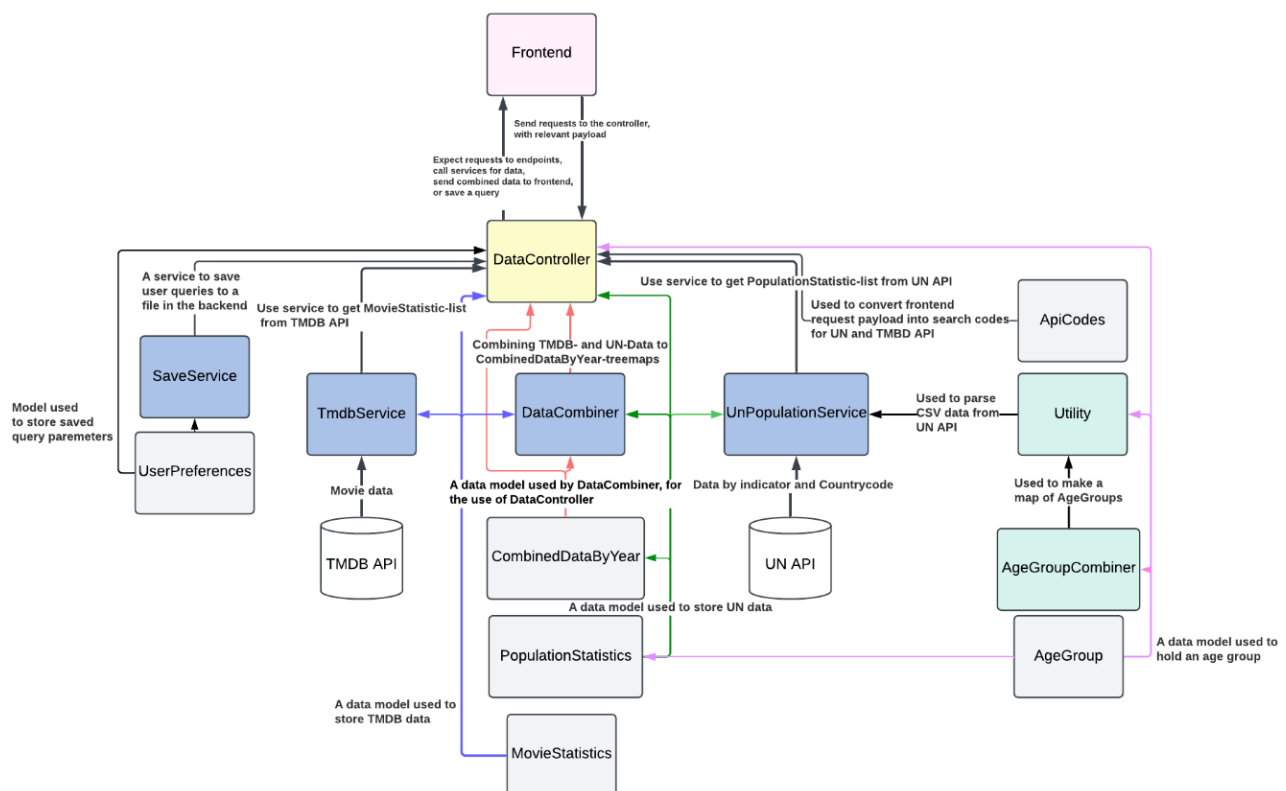 Frontend
Send requests to the controller,
with relevant payload
Expect requests to endpoints,
call services for data,
send combined data to frontend,
or save a query
DataController
A service to save
user queries to a
file in the backend
Use service to get MovieStatistic-list
from TMDB API
Use service to get PopulationStatistic-list from UN API
Used to convert frontend
request payload into search codes
for UN and TMBD API
ApiCodes
Combining TMDB- and UN-Data to
CombinedDataByYear-treemaps
SaveService
TmdbService
DataCombiner
UnPopulationService
Used to parse
CSV data from
UN API
Utility
Model used
to store saved
query paremeters
UserPreferences
Movie data
A data model used by DataCombiner, for
the use of DataController
Data by indicator and Countrycode
Used to make a
map of AgeGroups
TMDB API
CombinedDataByYear
UN API
AgeGroupCombiner
A data model used to store UN data
PopulationStatistics
AgeGroup
A data model used to
hold an age group
A data model used to
store TMDB data
MovieStatistics